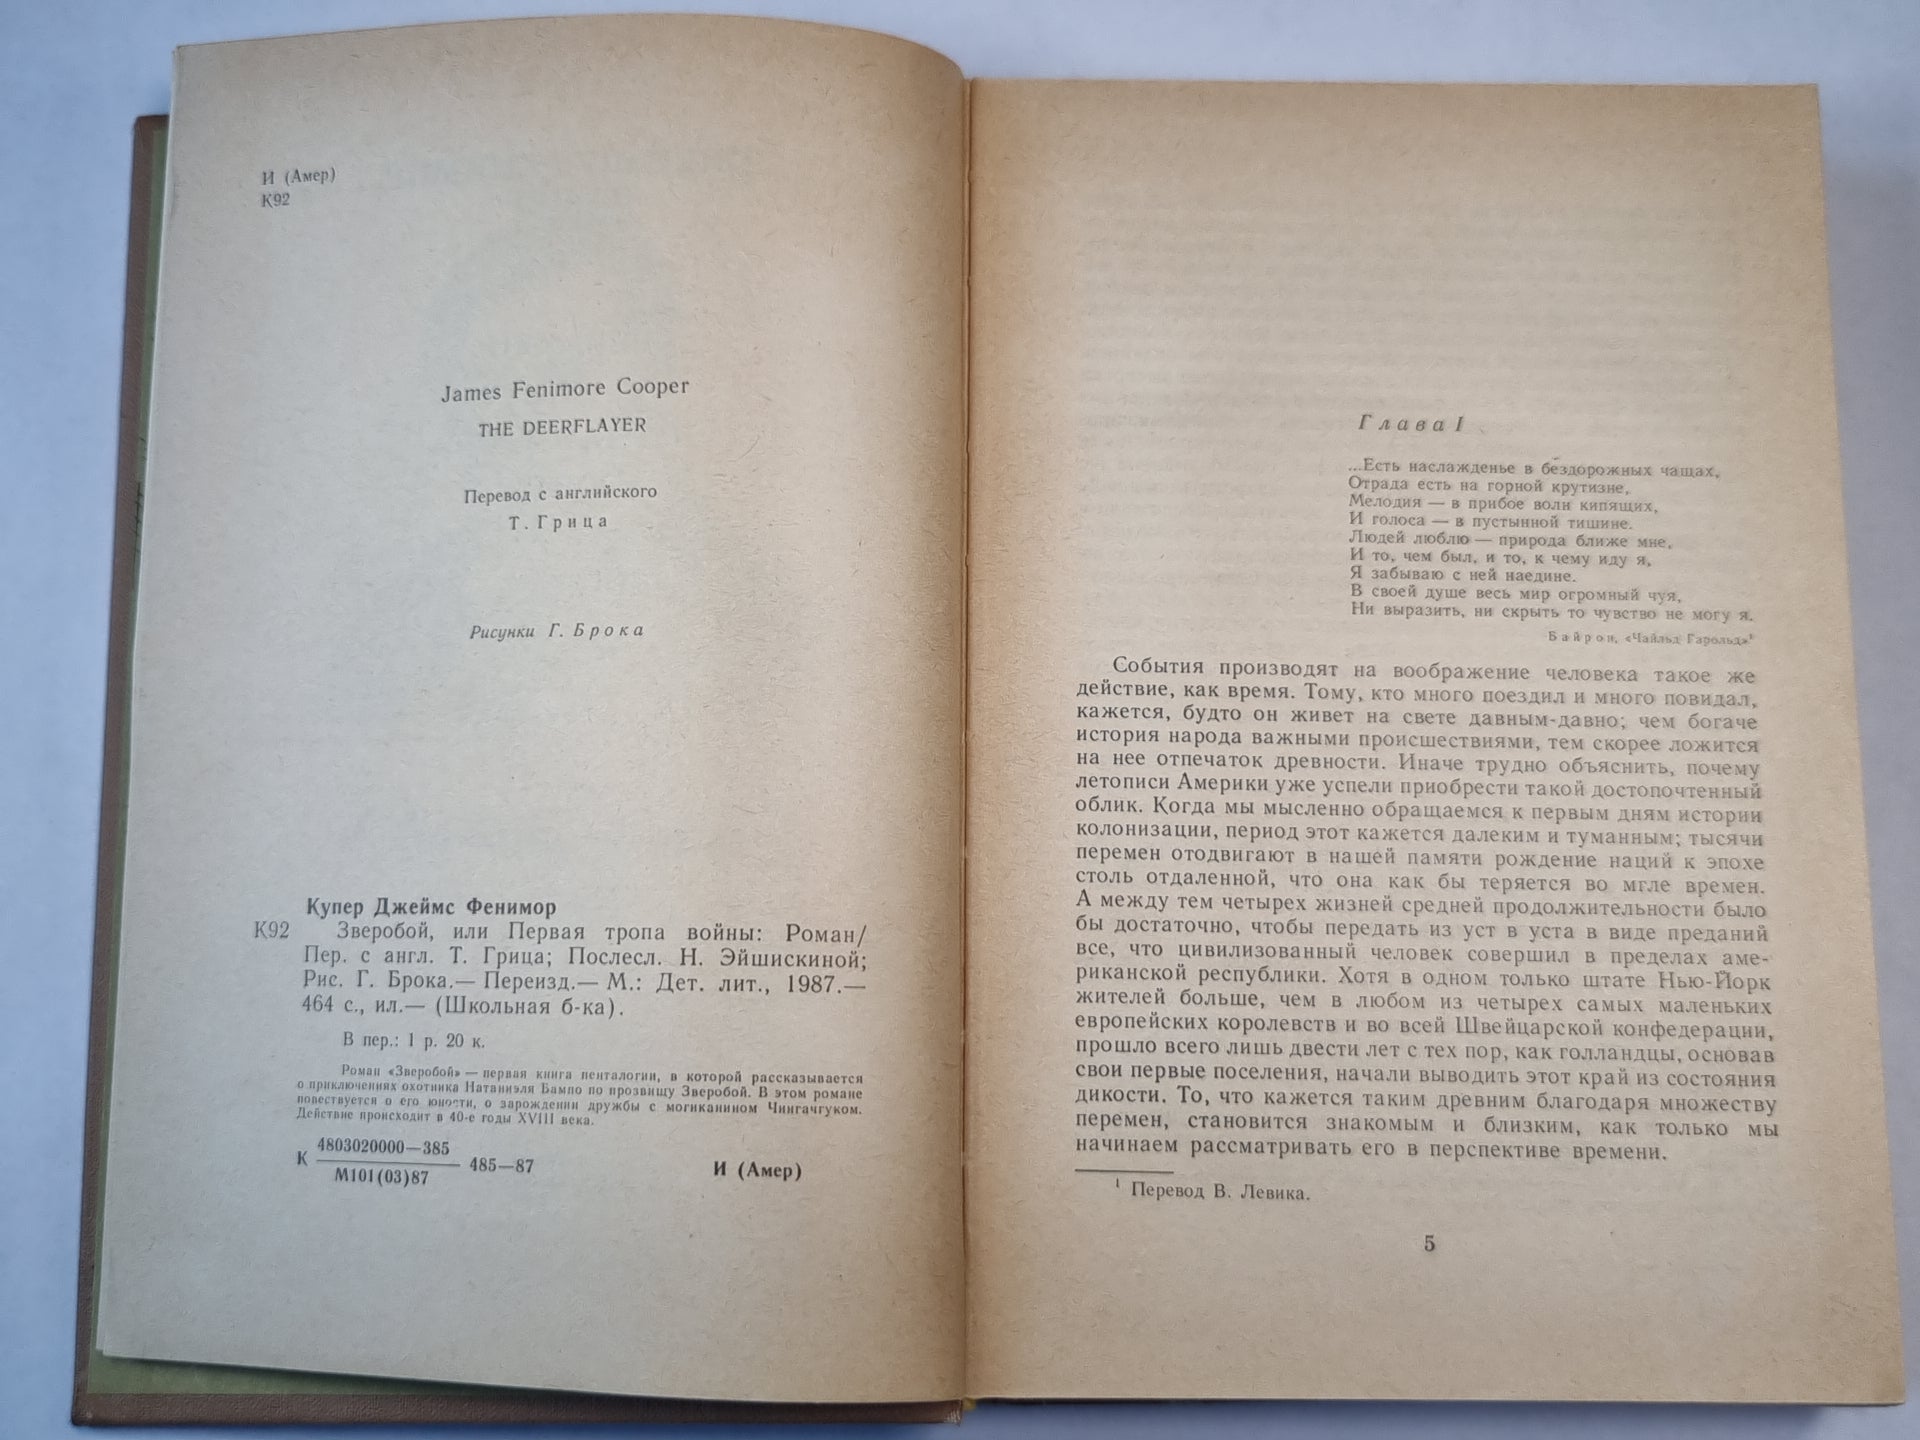 И (Амер)
К92
James Fenimore Cooper
THE DEERFLAYER
Перевод с английского
Т. Грица
Рисунки Г. Брока
Купер Джеймс Фенимор
К92 Зверобой, или Первая тропа войны: Роман/
Пер. с англ. Т. Грица; Послесл. Н. Эйшискиной;
Рис. Г. Брока.— Переизд.— М.: Дет. лит., 1987.—
464 с., ил.— (Школьная б-ка).
В пер.: 1 р. 20 к.
Роман «Зверобой» — первая книга пенталогии, в которой рассказывается
о приключениях охотника Натаниэля Бампо по прозвищу Зверобой. В этом романе
повествуется о его юности, о зарождении дружбы с могиканином Чингачгуком.
Действие происходит в 40-е годы XVIII века.
К 4803020000—385
М101(03)87
485—87
И (Амер)
Глава I
...Есть наслажденье в бездорожных чащах,
Отрада есть на горной крутизне,
Мелодия — в прибое волн кипящих,
И голоса — в пустынной тишине.
Людей люблю — природа ближе мне,
И то, чем был, и то, к чему иду я,
Я забываю с ней наедине.
В своей душе весь мир огромный чуя,
Ни выразить, ни скрыть то чувство не могу я.
Байрон, «Чайльд Гарольд»¹
События производят на воображение человека такое же
действие, как время. Тому, кто много поездил и много повидал,
кажется, будто он живет на свете давным-давно; чем богаче
история народа важными происшествиями, тем скорее ложится
на нее отпечаток древности. Иначе трудно объяснить, почему
летописи Америки уже успели приобрести такой достопочтенный
облик. Когда мы мысленно обращаемся к первым дням истории
колонизации, период этот кажется далеким и туманным; тысячи
перемен отодвигают в нашей памяти рождение наций к эпохе
столь отдаленной, что она как бы теряется во мгле времен.
А между тем четырех жизней средней продолжительности было
бы достаточно, чтобы передать из уст в уста в виде преданий
все, что цивилизованный человек совершил в пределах аме-
риканской республики. Хотя в одном только штате Нью-Йорк
жителей больше, чем в любом из четырех самых маленьких
европейских королевств и во всей Швейцарской конфедерации,
прошло всего лишь двести лет с тех пор, как голландцы, основав
свои первые поселения, начали выводить этот край из состояния
дикости. То, что кажется таким древним благодаря множеству
перемен, становится знакомым и близким, как только мы
начинаем рассматривать его в перспективе времени.
¹ Перевод В. Левика.
5